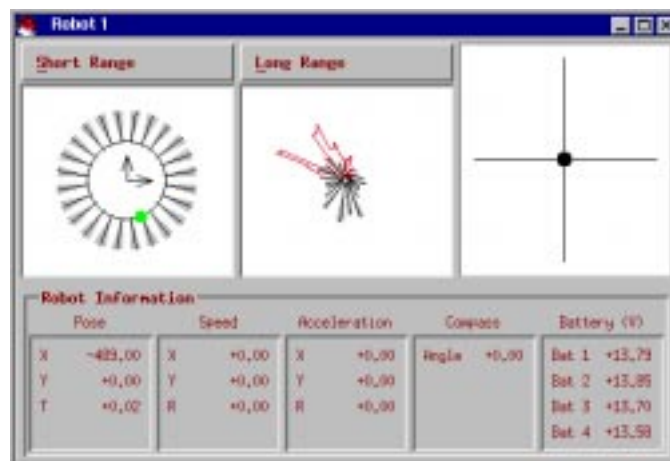 Robot 1
Short Range
Long Range
Robot Information
Pose Speed Acceleration Compass Battery (V)
X -489,00 X +0,00 X +0,00 Angle +0,00 Bat 1 +13,79
Y +0,00 Y +0,00 Y +0,00 Bat 2 +13,85
T +0,02 R +0,00 R +0,00 Bat 3 +13,70
Bat 4 +13,58